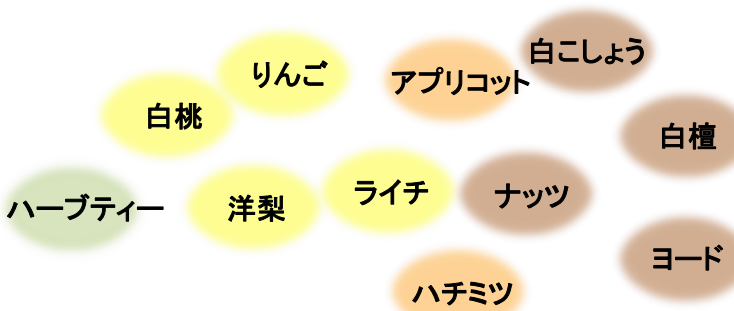 白こしょう
りんご
アプリコット
白桃
白檀
ハーブティー
洋梨
ライチ
ナッツ
ヨード
ハチミツ